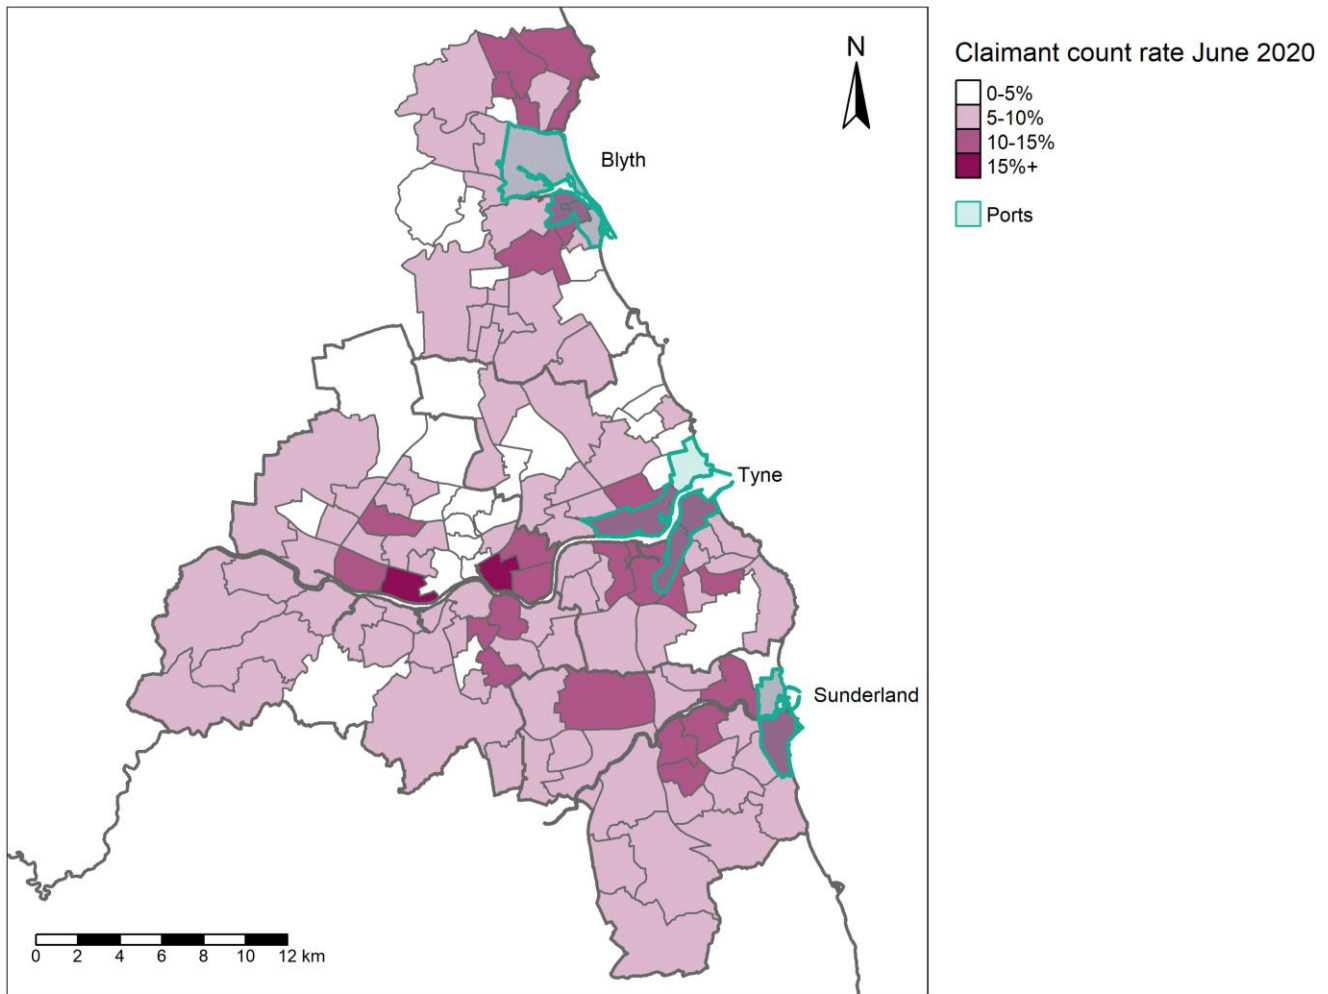 N
Claimant count rate June 2020
0-5%
5-10%
10-15%
15%+
Ports
Blyth
Tyne
Sunderland
0 2 4 6 8 10 12 km